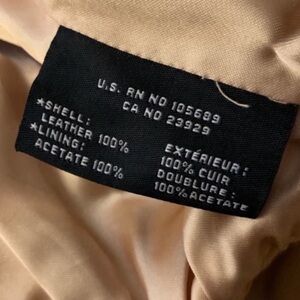 U.S. RN NO 105689
CA NO 23929
*SHELL:
LEATHER 100%
*LINING:
ACETATE 100%
EXTÉRIEUR:
100% CUIR
DOUBLURE :
100% ACETATE